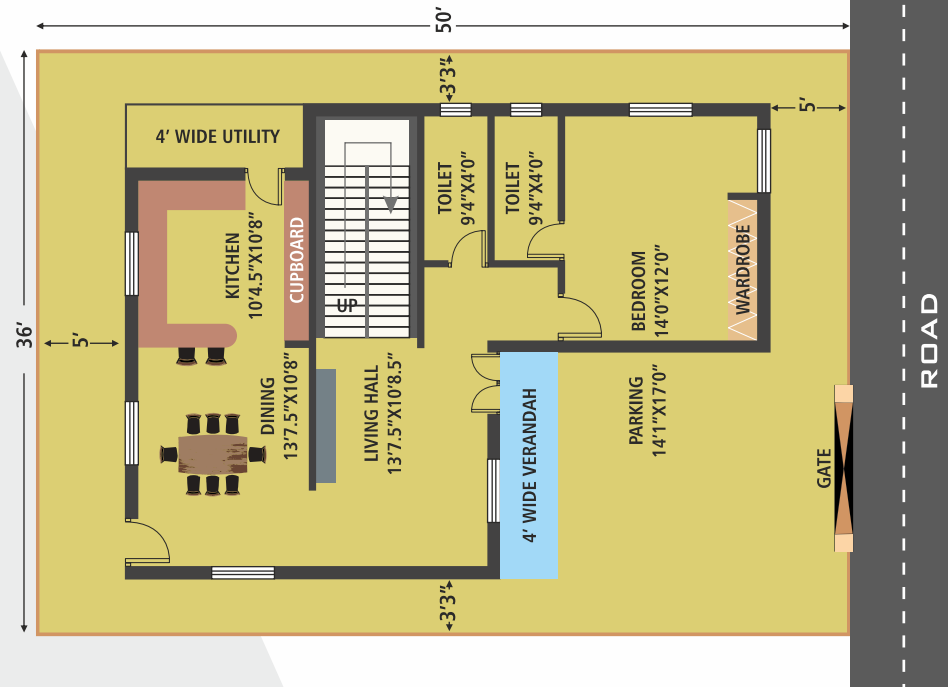 50’
3’3”
5’
4’ WIDE UTILITY
TOILET
9’4”X4’0”
TOILET
9’4”X4’0”
KITCHEN
10’4.5”X10’8”
CUPBOARD
UP
BEDROOM
14’0”X12’0”
WARDROBE
ROAD
36’
5’
DINING
13’7.5”X10’8”
LIVING HALL
13’7.5”X10’8.5”
4’ WIDE VERANDAH
PARKING
14’1”X17’0”
GATE
3’3”